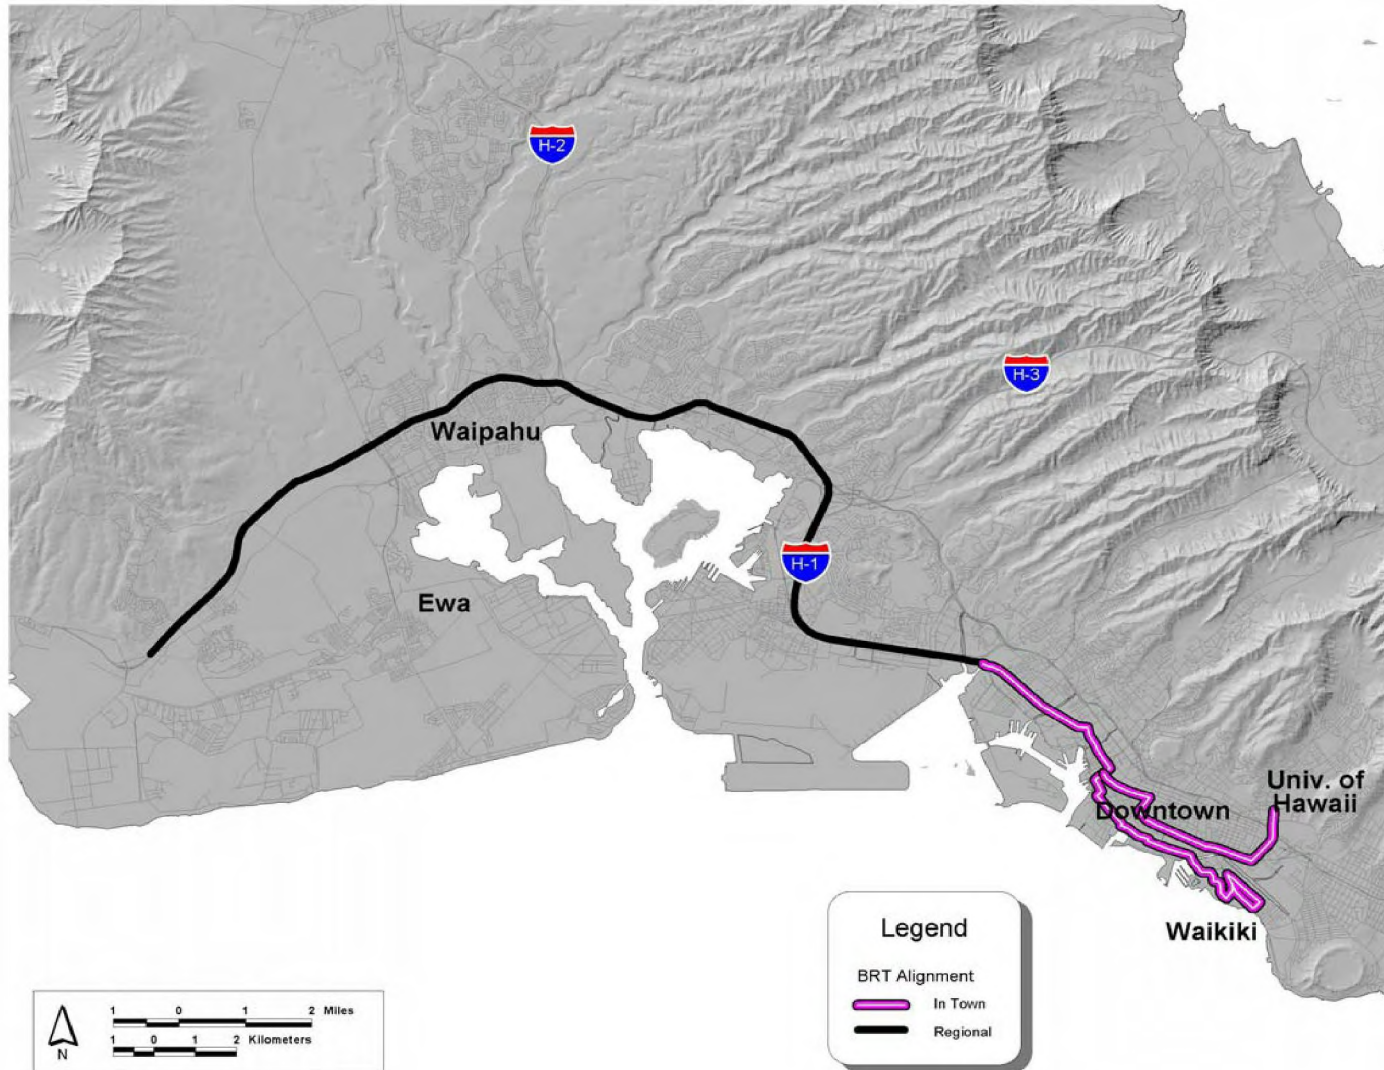 H-2
H-3
Waipahu
H-1
Ewa
Univ. of
Hawaii
Downtown
Waikiki
Legend
BRT Alignment
In Town
Regional
1 0 1 2 Miles
1 0 1 2 Kilometers
N